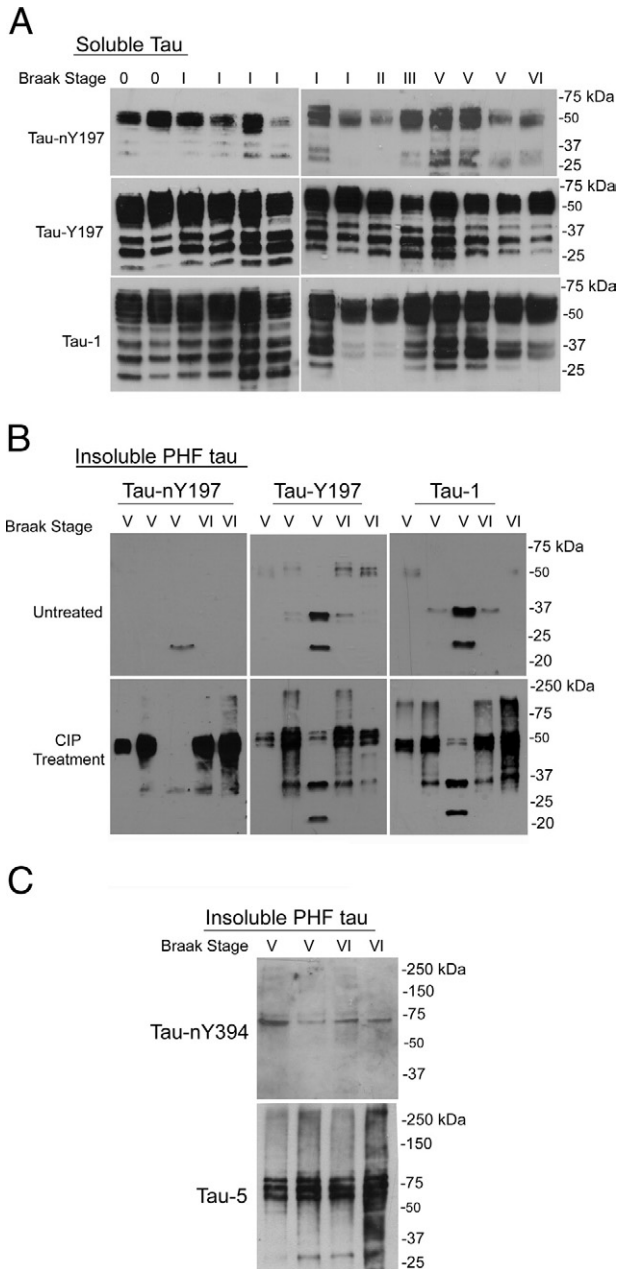 A
Soluble Tau
Braak Stage 0 0 I I I I I I II III V V V VI
-75 kDa
Tau-nY197
-50
-37
-25
-75 kDa
Tau-Y197
-50
-37
-25
-75 kDa
-50
Tau-1
-37
-25
B
Insoluble PHF tau
Tau-nY197 Tau-Y197 Tau-1
Braak Stage V V V VI VI V V V VI VI V V V VI VI
-75 kDa
-50
Untreated
-37
-25
-20
-250 kDa
-75
CIP
Treatment
-50
-37
-25
-20
C
Insoluble PHF tau
Braak Stage V V VI VI
-250 kDa
-150
Tau-nY394
-75
-50
-37
-250 kDa
-150
Tau-5
-75
-50
-37
-25